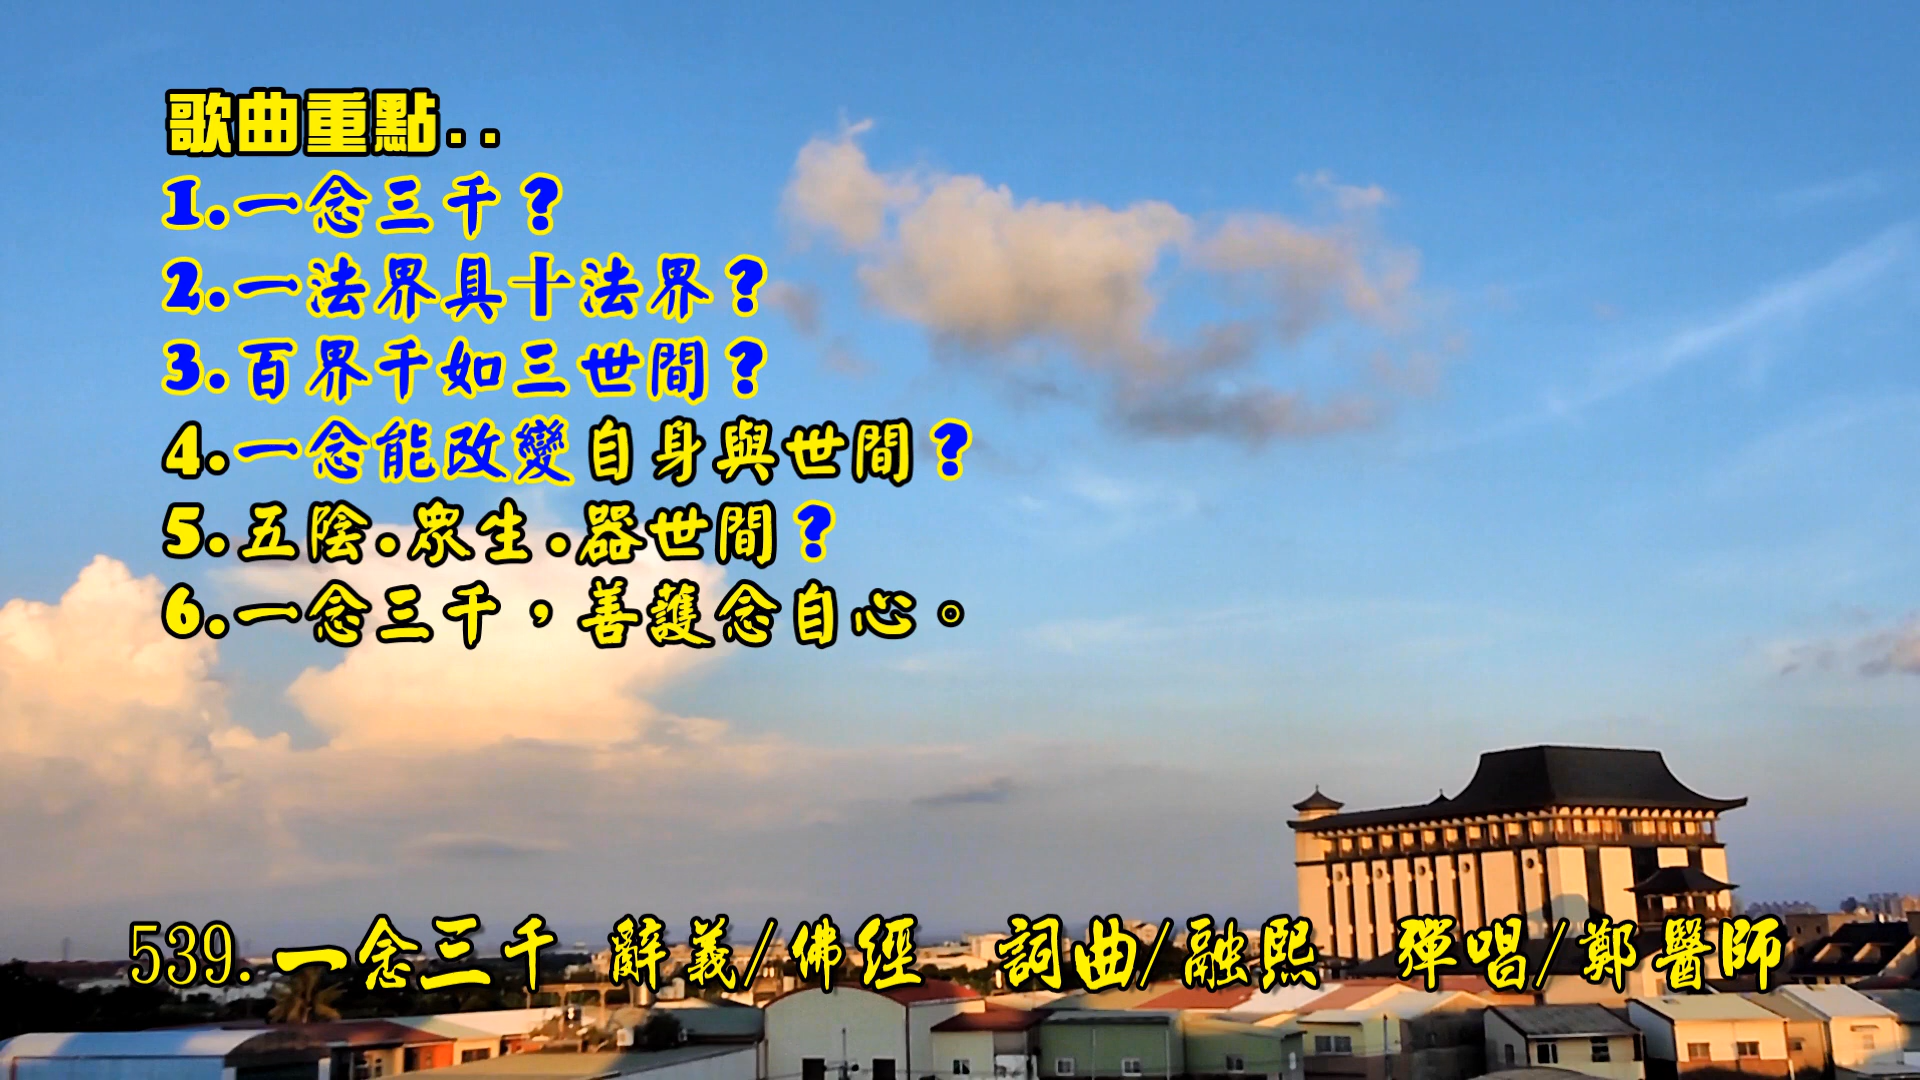 歌曲重點..
1.一念三千？
2.一法界具十法界？
3.百界千如三世間？
4.一念能改變自身與世間？
5.五陰.眾生.器世間？
6.一念三千，善護念自心。
539.一念三千 辭義/佛經 詞曲/融熙 彈唱/鄭醫師